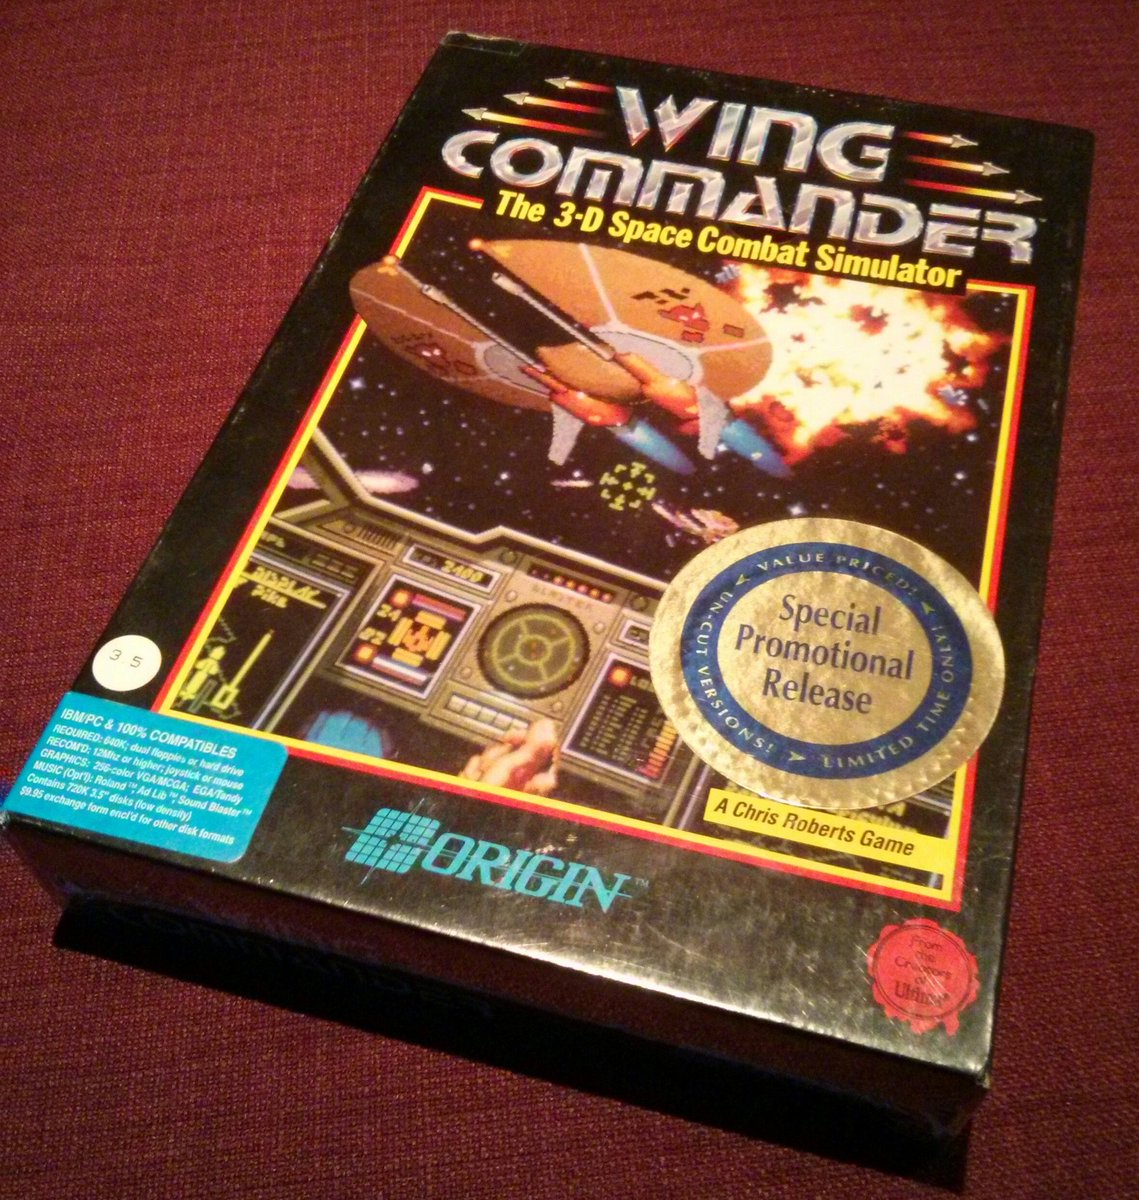 WING
COMMANDER
The 3-D Space Combat Simulator
2400
VALUE PRICED!
LIMITED TIME ONLY!
UN-CUT VERSIONS!
Special
Promotional
Release
3.5
IBM/PC & 100% COMPATIBLES
REQUIRED: 640K; dual floppies or hard drive
RECOM'D: 12Mhz or higher; joystick or mouse
GRAPHICS: 256-color VGA/MCGA; EGA/Tandy
MUSIC (Opt'l): Roland™, Ad Lib™, Sound Blaster™
Contains 720K 3.5" disks (low density)
$9.95 exchange form encl'd for other disk formats
A Chris Roberts Game
ORIGIN™
From
the
Creators
of
Ultima®
COMMANDER